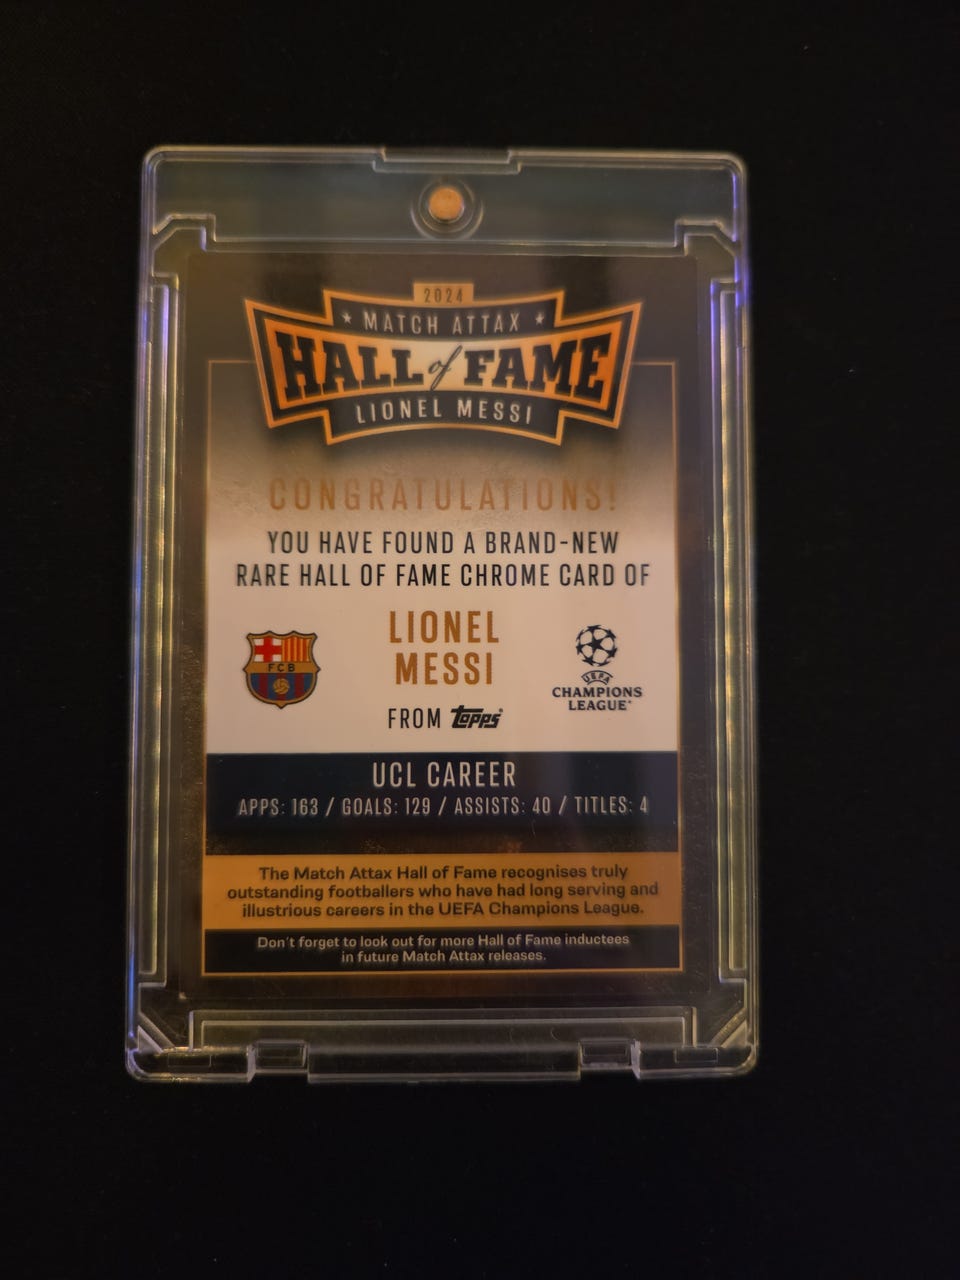 2024
★ MATCH ATTAX ★
HALL of FAME
LIONEL MESSI
CONGRATULATIONS!
YOU HAVE FOUND A BRAND-NEW
RARE HALL OF FAME CHROME CARD OF
LIONEL
MESSI
FCB
UEFA
CHAMPIONS
LEAGUE®
FROM Topps®
UCL CAREER
APPS: 163 / GOALS: 129 / ASSISTS: 40 / TITLES: 4
The Match Attax Hall of Fame recognises truly
outstanding footballers who have had long serving and
illustrious careers in the UEFA Champions League.
Don't forget to look out for more Hall of Fame inductees
in future Match Attax releases.